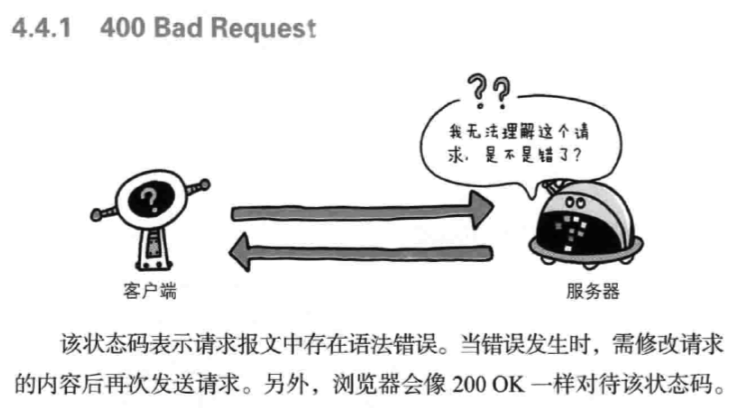 4.4.1 400 Bad Request
??
我无法理解这个请
求，是不是错了？
?
客户端
服务器
该状态码表示请求报文中存在语法错误。当错误发生时，需修改请求
的内容后再次发送请求。另外，浏览器会像 200 OK 一样对待该状态码。